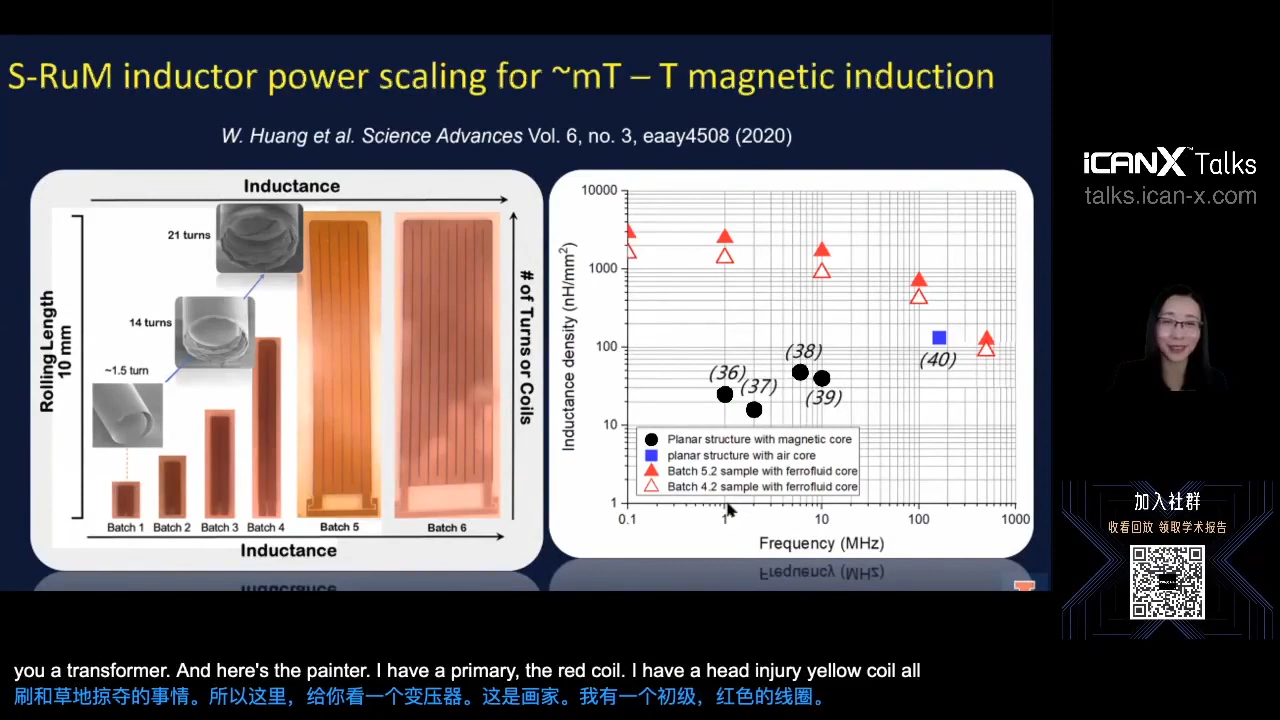 S-RuM inductor power scaling for ~mT – T magnetic induction
W. Huang et al. Science Advances Vol. 6, no. 3, eaay4508 (2020)
Inductance
21 turns
14 turns
~1.5 turn
Rolling Length
10 mm
# of Turns or Coils
Batch 1
Batch 2
Batch 3
Batch 4
Batch 5
Batch 6
Inductance
Inductance density (nH/mm²)
10000
1000
100
10
1
(36)
(37)
(38)
(39)
(40)
Planar structure with magnetic core
planar structure with air core
Batch 5.2 sample with ferrofluid core
Batch 4.2 sample with ferrofluid core
0.1
1
10
100
1000
Frequency (MHz)
iCANX™ Talks
talks.ican-x.com
加入社群
收看回放 领取学术报告
you a transformer. And here's the painter. I have a primary, the red coil. I have a head injury yellow coil all
刷和草地掠夺的事情。所以这里，给你看一个变压器。这是画家。我有一个初级，红色的线圈。